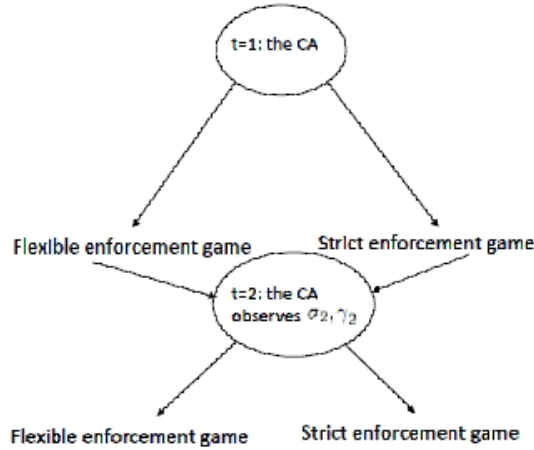 t=1: the CA
Flexible enforcement game
Strict enforcement game
t=2: the CA
observes σ₂, γ₂
Flexible enforcement game
Strict enforcement game